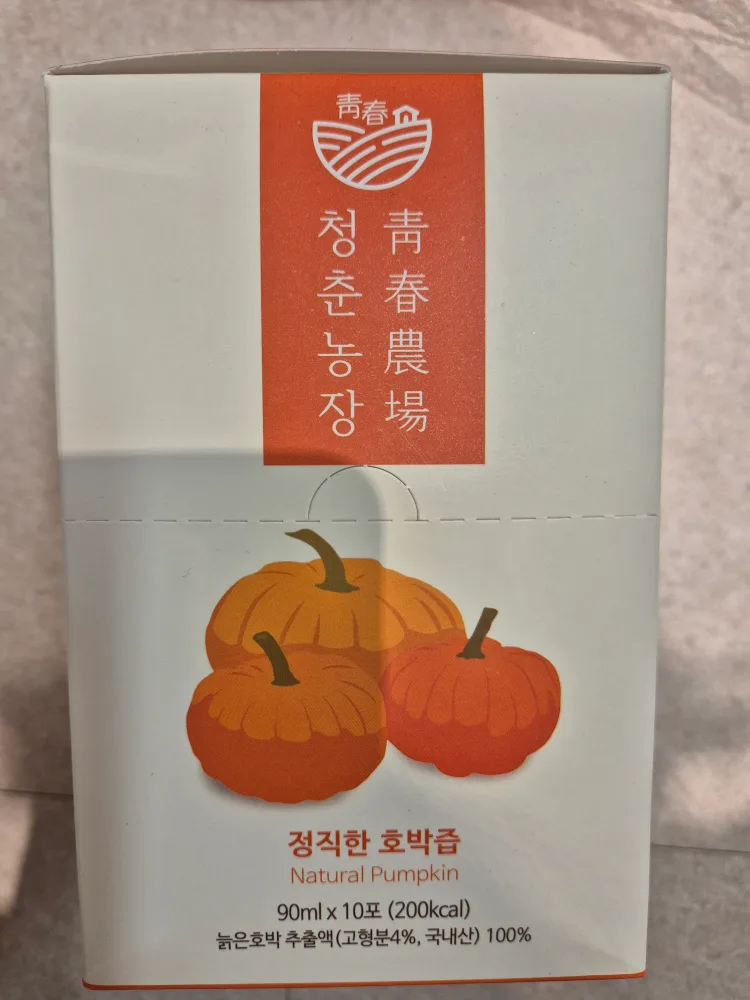 青春
靑春農場
청춘농장
정직한 호박즙
Natural Pumpkin
90ml x 10포 (200kcal)
늙은호박 추출액(고형분4%, 국내산) 100%